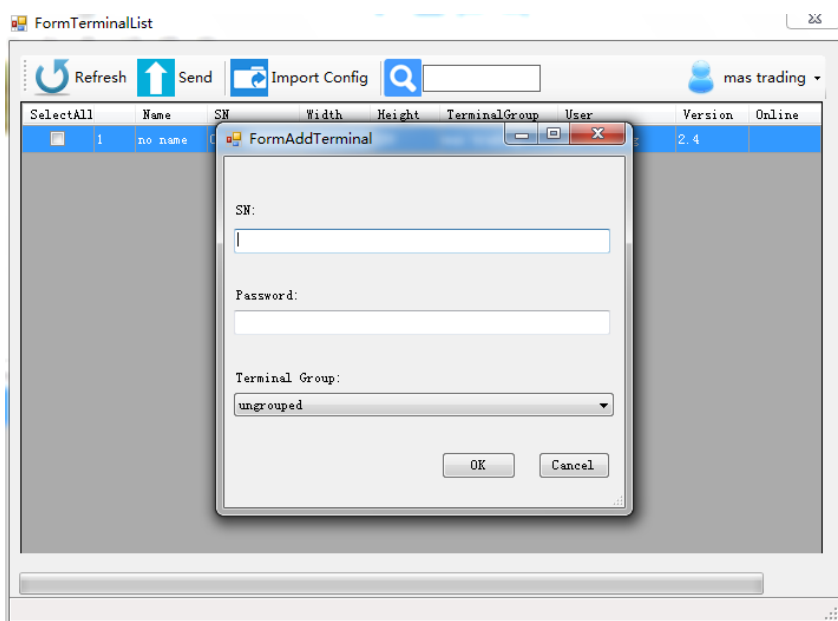 FormTerminalList
Refresh Send Import Config mas trading
SelectAll Name SN Width Height TerminalGroup User Version Online
1 no name 2.4
FormAddTerminal
SN:
Password:
Terminal Group:
ungrouped
OK Cancel